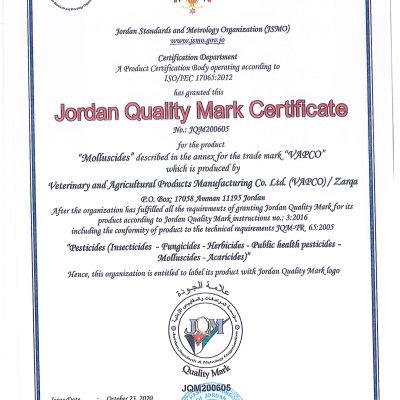 Jordan Standards and Metrology Organization (JSMO)
www.jsmo.gov.jo
Certification Department
A Product Certification Body operating according to
ISO/IEC 17065:2012
has granted this
Jordan Quality Mark Certificate
No.: JQM200605
for the product
"Molluscides" described in the annex for the trade mark "VAPCO"
which is produced by
Veterinary and Agricultural Products Manufacturing Co. Ltd. (VAPCO) / Zarqa
P.O. Box: 17058 Amman 11195 Jordan
After the organization has fulfilled all the requirements of granting Jordan Quality Mark for its
product according to Jordan Quality Mark instructions no.: 3:2016
including the conformity of product to the technical requirements JQM-TR, 65:2005
"Pesticides (Insecticides - Fungicides - Herbicides - Public health pesticides -
Molluscides - Acaricides)"
Hence, this organization is entitled to label its product with Jordan Quality Mark logo
علامة الجودة
JQM
Quality Mark
JQM200605
October 23, 2020